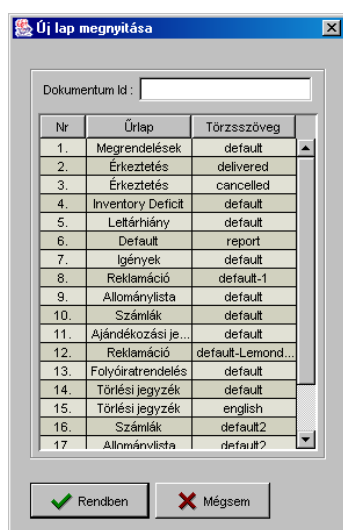 Új lap megnyitása
Dokumentum Id :
Nr Űrlap Törzsszöveg
1. Megrendelések default
2. Érkeztetés delivered
3. Érkeztetés cancelled
4. Inventory Deficit default
5. Leltárhiány default
6. Default report
7. Igények default
8. Reklamáció default-1
9. Állománylista default
10. Számlák default
11. Ajándékozási je... default
12. Reklamáció default-Lemond...
13. Folyóiratrendelés default
14. Törlési jegyzék default
15. Törlési jegyzék english
16. Számlák default2
17 Állománylista default2
Rendben Mégsem